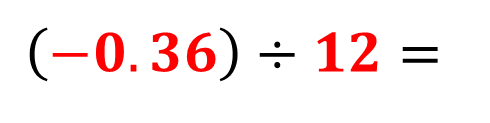 (−0.36) ÷ 12 =